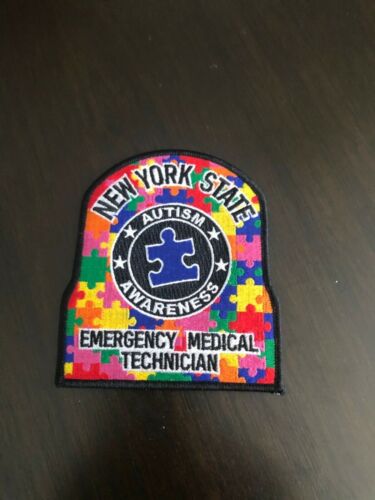 NEW YORK STATE
AUTISM
AWARENESS
EMERGENCY MEDICAL
TECHNICIAN